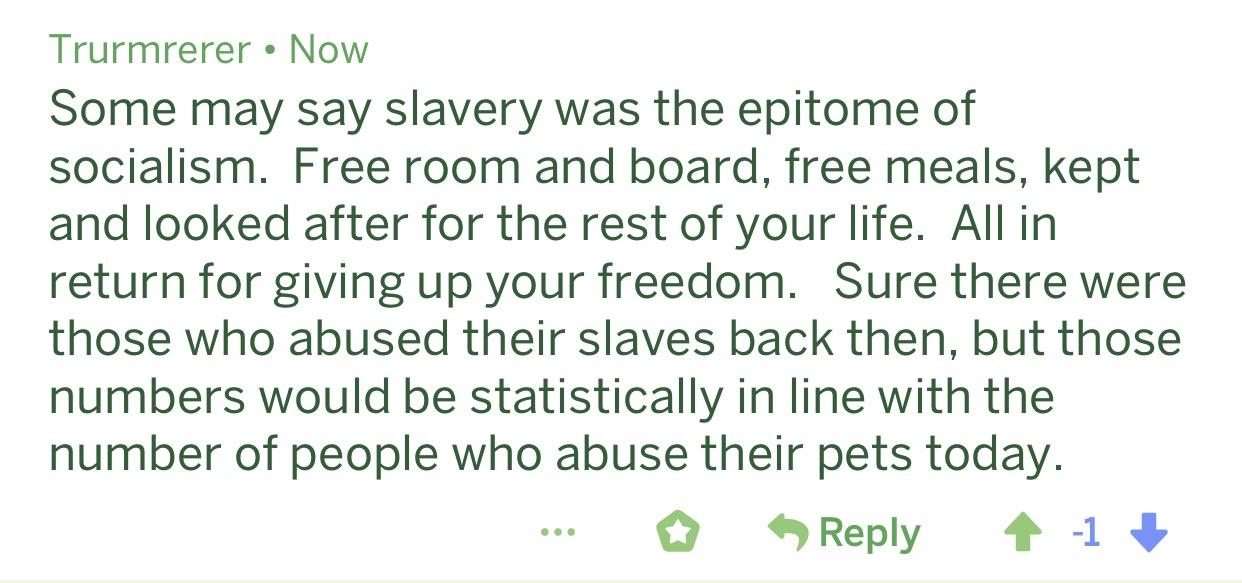 Trurmrerer • Now
Some may say slavery was the epitome of
socialism.  Free room and board, free meals, kept
and looked after for the rest of your life.  All in
return for giving up your freedom.   Sure there were
those who abused their slaves back then, but those
numbers would be statistically in line with the
number of people who abuse their pets today.
... Reply -1